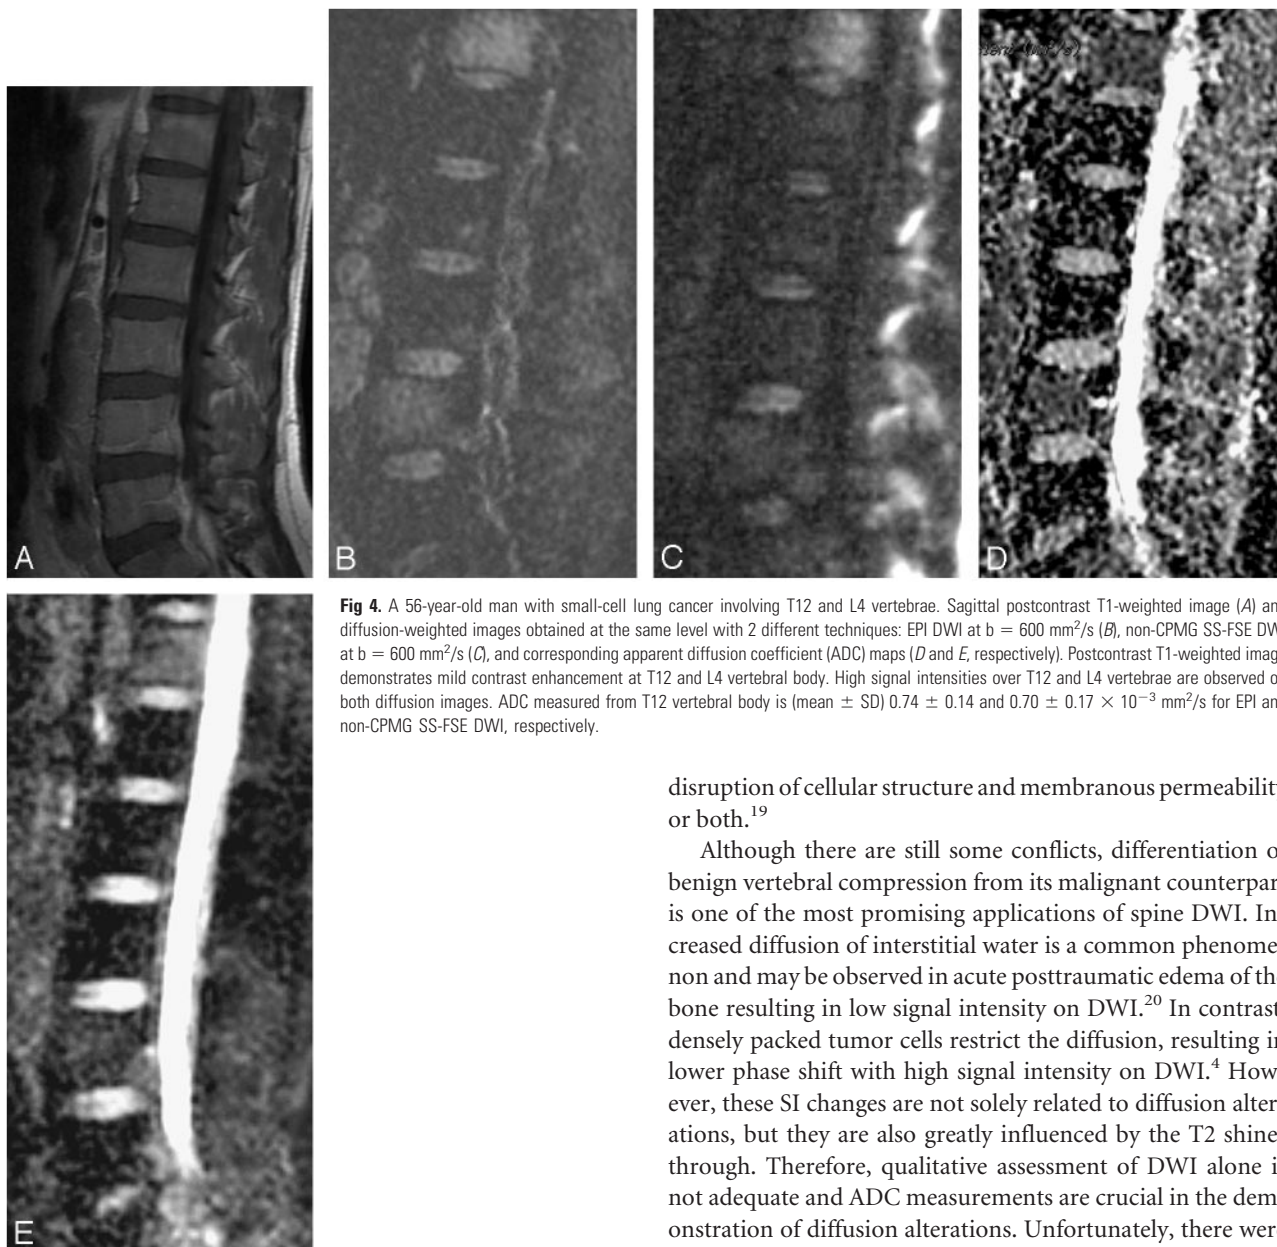 A
B
C
D
Fig 4. A 56-year-old man with small-cell lung cancer involving T12 and L4 vertebrae. Sagittal postcontrast T1-weighted image (A) an
diffusion-weighted images obtained at the same level with 2 different techniques: EPI DWI at b = 600 mm²/s (B), non-CPMG SS-FSE DW
at b = 600 mm²/s (C), and corresponding apparent diffusion coefficient (ADC) maps (D and E, respectively). Postcontrast T1-weighted imag
demonstrates mild contrast enhancement at T12 and L4 vertebral body. High signal intensities over T12 and L4 vertebrae are observed o
both diffusion images. ADC measured from T12 vertebral body is (mean ± SD) 0.74 ± 0.14 and 0.70 ± 0.17 × 10⁻³ mm²/s for EPI an
non-CPMG SS-FSE DWI, respectively.
E
disruption of cellular structure and membranous permeability
or both.¹⁹
Although there are still some conflicts, differentiation o
benign vertebral compression from its malignant counterpar
is one of the most promising applications of spine DWI. In
creased diffusion of interstitial water is a common phenome
non and may be observed in acute posttraumatic edema of the
bone resulting in low signal intensity on DWI.²⁰ In contrast
densely packed tumor cells restrict the diffusion, resulting in
lower phase shift with high signal intensity on DWI.⁴ How
ever, these SI changes are not solely related to diffusion alter
ations, but they are also greatly influenced by the T2 shine
through. Therefore, qualitative assessment of DWI alone i
not adequate and ADC measurements are crucial in the dem
onstration of diffusion alterations. Unfortunately, there wer